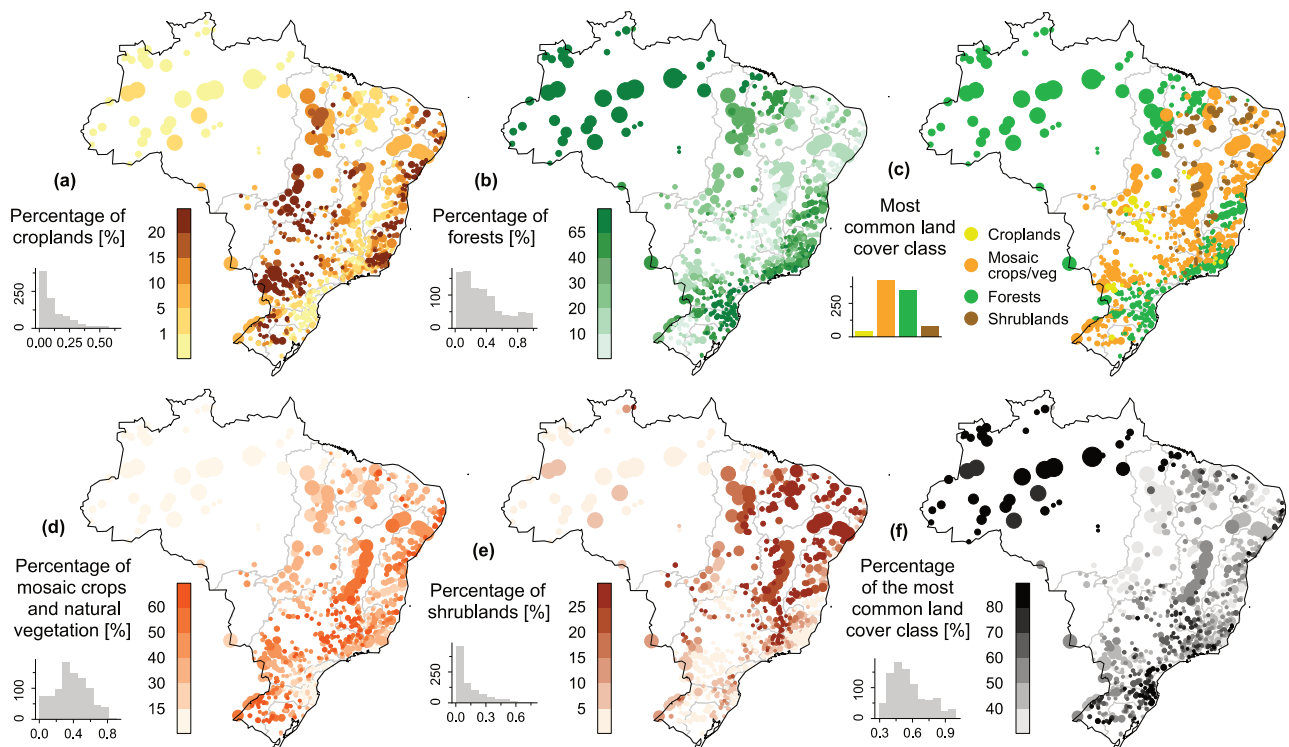 (a)
Percentage of
croplands [%]
20
15
10
5
1
0 250
0.00 0.25 0.50
(b)
Percentage of
forests [%]
65
40
30
20
10
0 100
0.0 0.4 0.8
(c)
Most
common land
cover class
Croplands
Mosaic
crops/veg
Forests
Shrublands
0 250
(d)
Percentage of
mosaic crops
and natural
vegetation [%]
60
50
40
30
15
0 100
0.0 0.4 0.8
(e)
Percentage of
shrublands [%]
25
20
15
10
5
0 250
0.0 0.3 0.6
(f)
Percentage
of the most
common land
cover class [%]
80
70
60
50
40
0 100
0.3 0.6 0.9